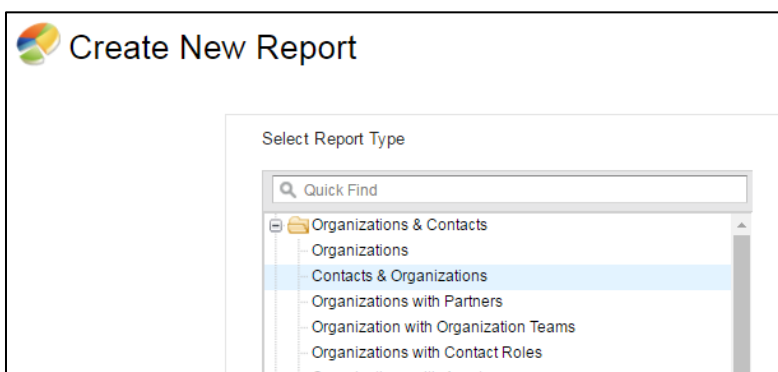 Create New Report
Select Report Type
Quick Find
Organizations & Contacts
Organizations
Contacts & Organizations
Organizations with Partners
Organization with Organization Teams
Organizations with Contact Roles